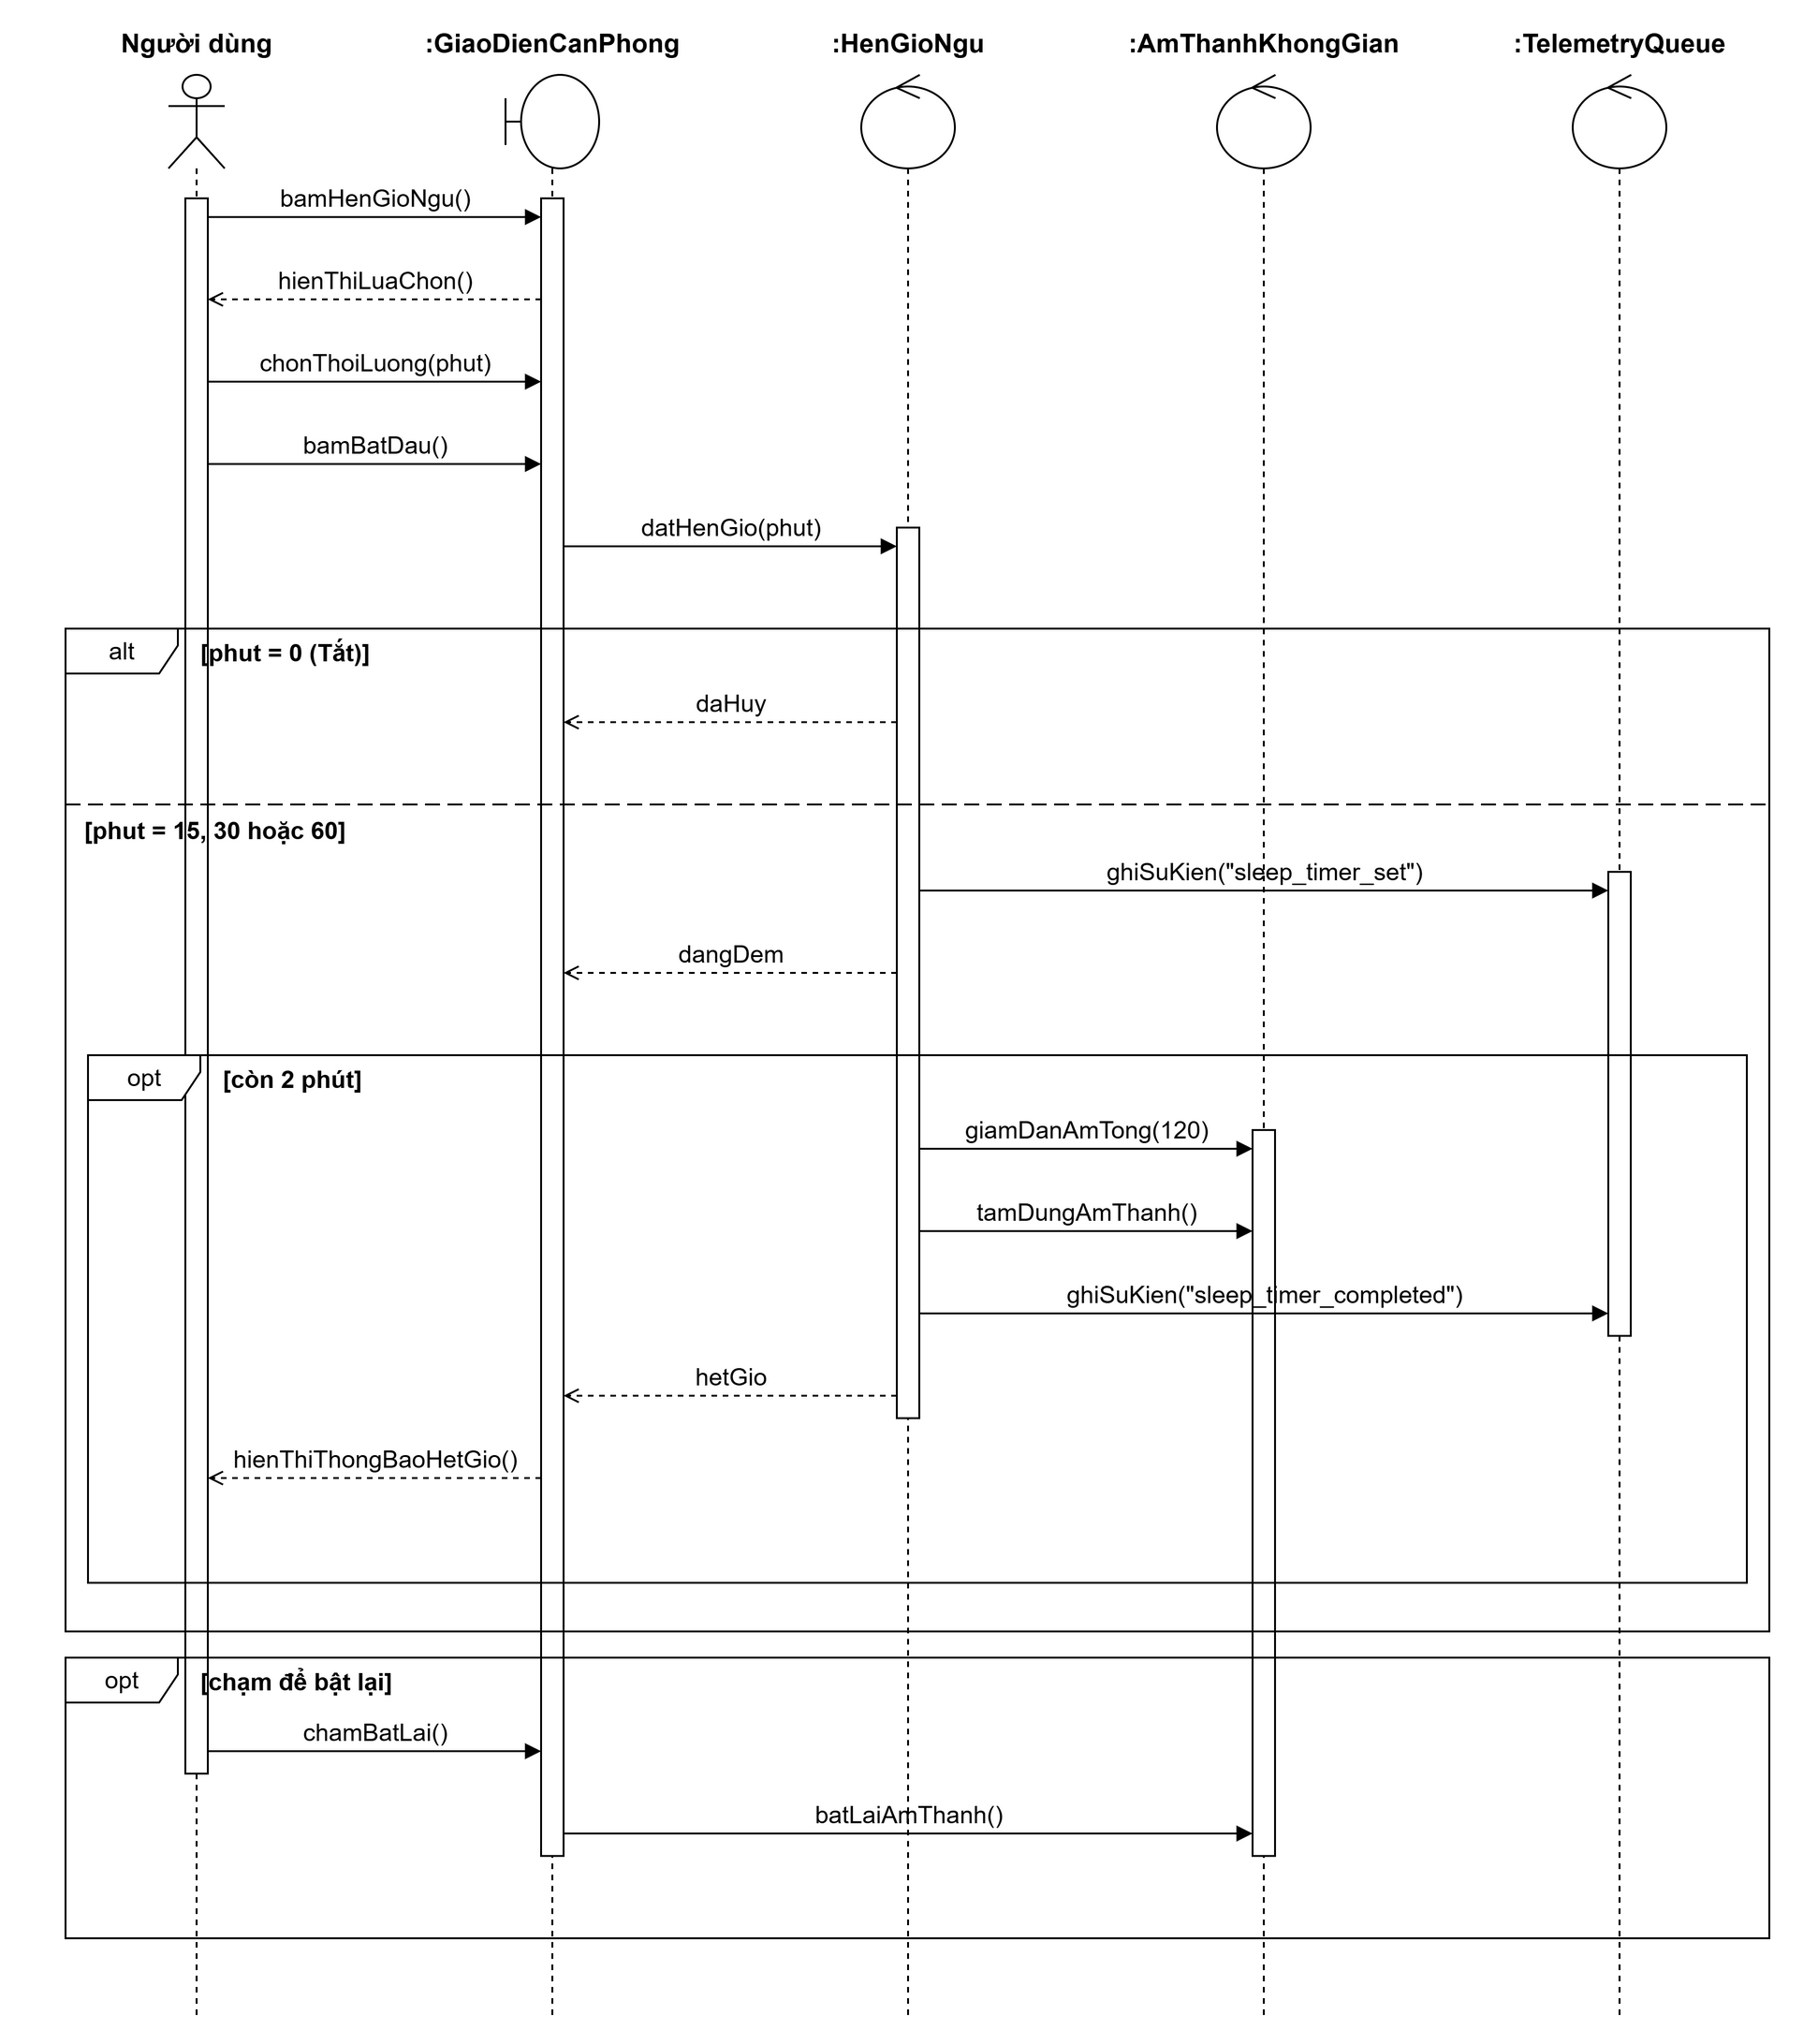 Người dùng
:GiaoDienCanPhong
:HenGioNgu
:AmThanhKhongGian
:TelemetryQueue
bamHenGioNgu()
hienThiLuaChon()
chonThoiLuong(phut)
bamBatDau()
datHenGio(phut)
alt
[phut = 0 (Tắt)]
daHuy
[phut = 15, 30 hoặc 60]
ghiSuKien("sleep_timer_set")
dangDem
opt
[còn 2 phút]
giamDanAmTong(120)
tamDungAmThanh()
ghiSuKien("sleep_timer_completed")
hetGio
hienThiThongBaoHetGio()
opt
[chạm để bật lại]
chamBatLai()
batLaiAmThanh()